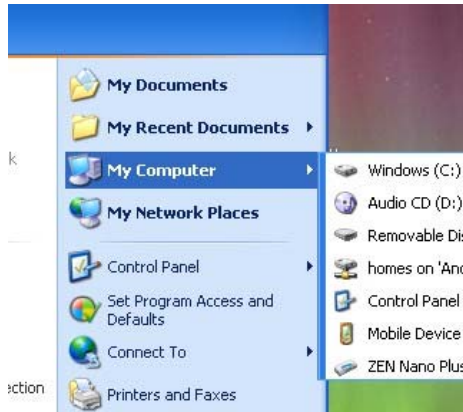 My Documents
My Recent Documents
k
My Computer
Windows (C:)
Audio CD (D:)
My Network Places
Removable Dis
homes on 'And
Control Panel
Control Panel
Set Program Access and
Defaults
Mobile Device
Connect To
ZEN Nano Plus
ection
Printers and Faxes